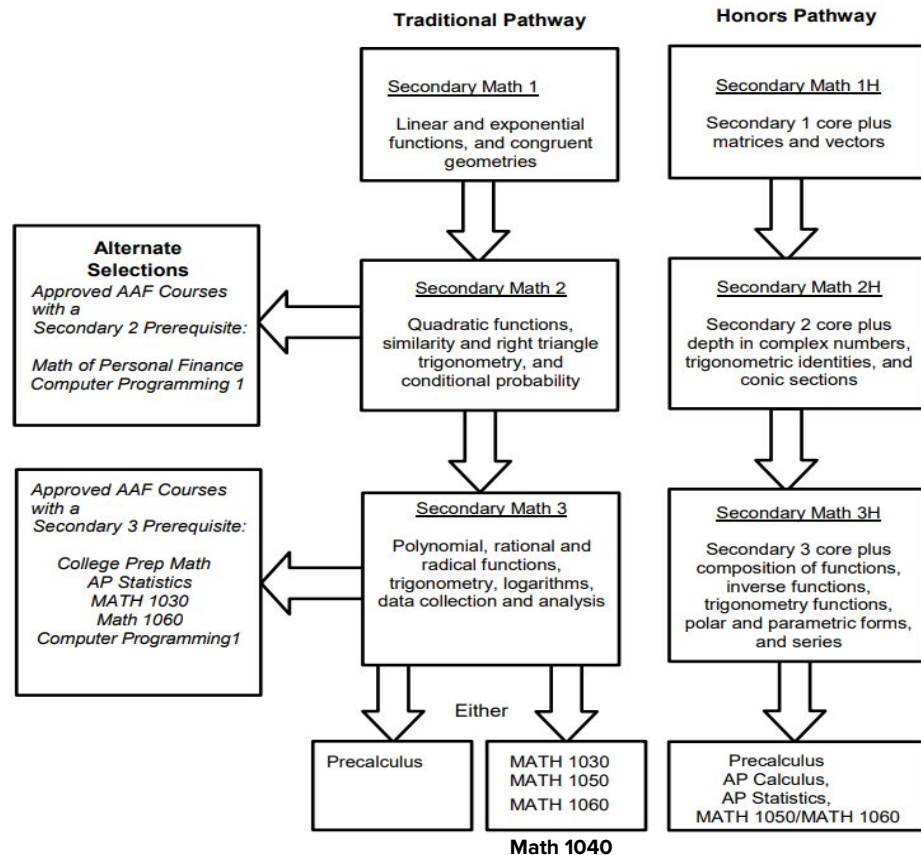 Traditional Pathway
Honors Pathway
Secondary Math 1
Linear and exponential
functions, and congruent
geometries
Secondary Math 1H
Secondary 1 core plus
matrices and vectors
Alternate
Selections
Approved AAF Courses
with a
Secondary 2 Prerequisite:
Math of Personal Finance
Computer Programming 1
Secondary Math 2
Quadratic functions,
similarity and right triangle
trigonometry, and
conditional probability
Secondary Math 2H
Secondary 2 core plus
depth in complex numbers,
trigonometric identities, and
conic sections
Approved AAF Courses
with a
Secondary 3 Prerequisite:
College Prep Math
AP Statistics
MATH 1030
Math 1060
Computer Programming1
Secondary Math 3
Polynomial, rational and
radical functions,
trigonometry, logarithms,
data collection and analysis
Secondary Math 3H
Secondary 3 core plus
composition of functions,
inverse functions,
trigonometry functions,
polar and parametric forms,
and series
Either
Precalculus
MATH 1030
MATH 1050
MATH 1060
Math 1040
Precalculus
AP Calculus,
AP Statistics,
MATH 1050/MATH 1060